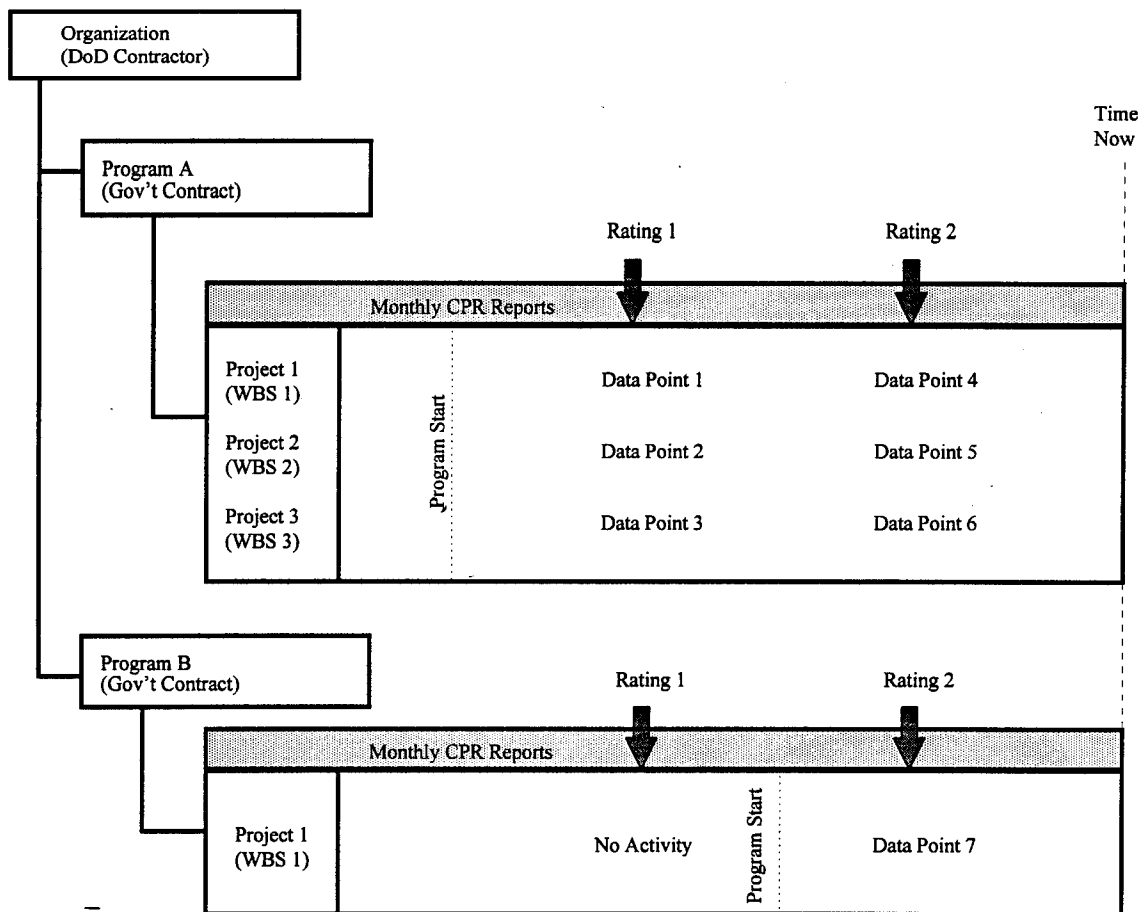 Organization
(DoD Contractor)
Time
Now
Program A
(Gov't Contract)
Rating 1
Rating 2
Monthly CPR Reports
Project 1
(WBS 1)
Data Point 1
Data Point 4
Program Start
Project 2
(WBS 2)
Data Point 2
Data Point 5
Project 3
(WBS 3)
Data Point 3
Data Point 6
Program B
(Gov't Contract)
Rating 1
Rating 2
Monthly CPR Reports
Project 1
(WBS 1)
No Activity
Program Start
Data Point 7